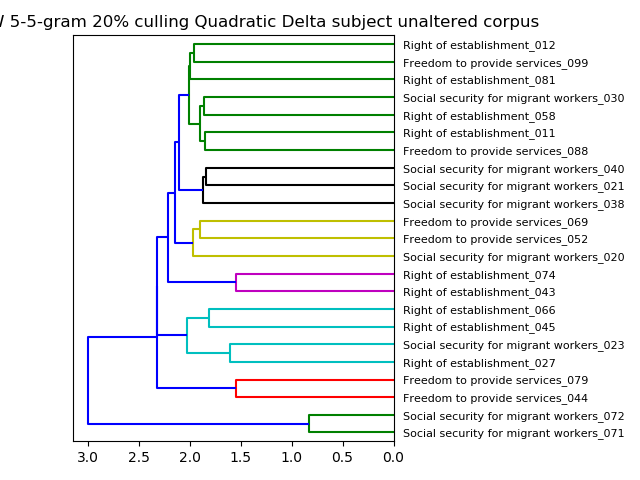 5-5-gram 20% culling Quadratic Delta subject unaltered corpus
Right of establishment_012
Freedom to provide services_099
Right of establishment_081
Social security for migrant workers_030
Right of establishment_058
Right of establishment_011
Freedom to provide services_088
Social security for migrant workers_040
Social security for migrant workers_021
Social security for migrant workers_038
Freedom to provide services_069
Freedom to provide services_052
Social security for migrant workers_020
Right of establishment_074
Right of establishment_043
Right of establishment_066
Right of establishment_045
Social security for migrant workers_023
Right of establishment_027
Freedom to provide services_079
Freedom to provide services_044
Social security for migrant workers_072
Social security for migrant workers_071
3.0 2.5 2.0 1.5 1.0 0.5 0.0